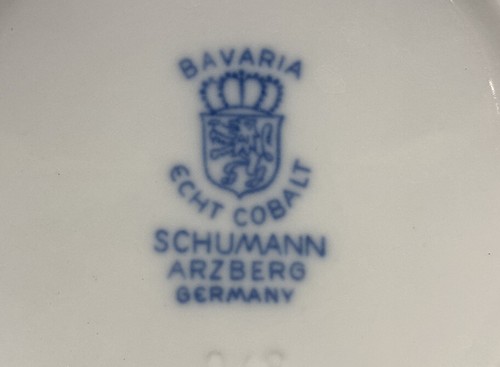 BAVARIA
ECHT COBALT
SCHUMANN
ARZBERG
GERMANY